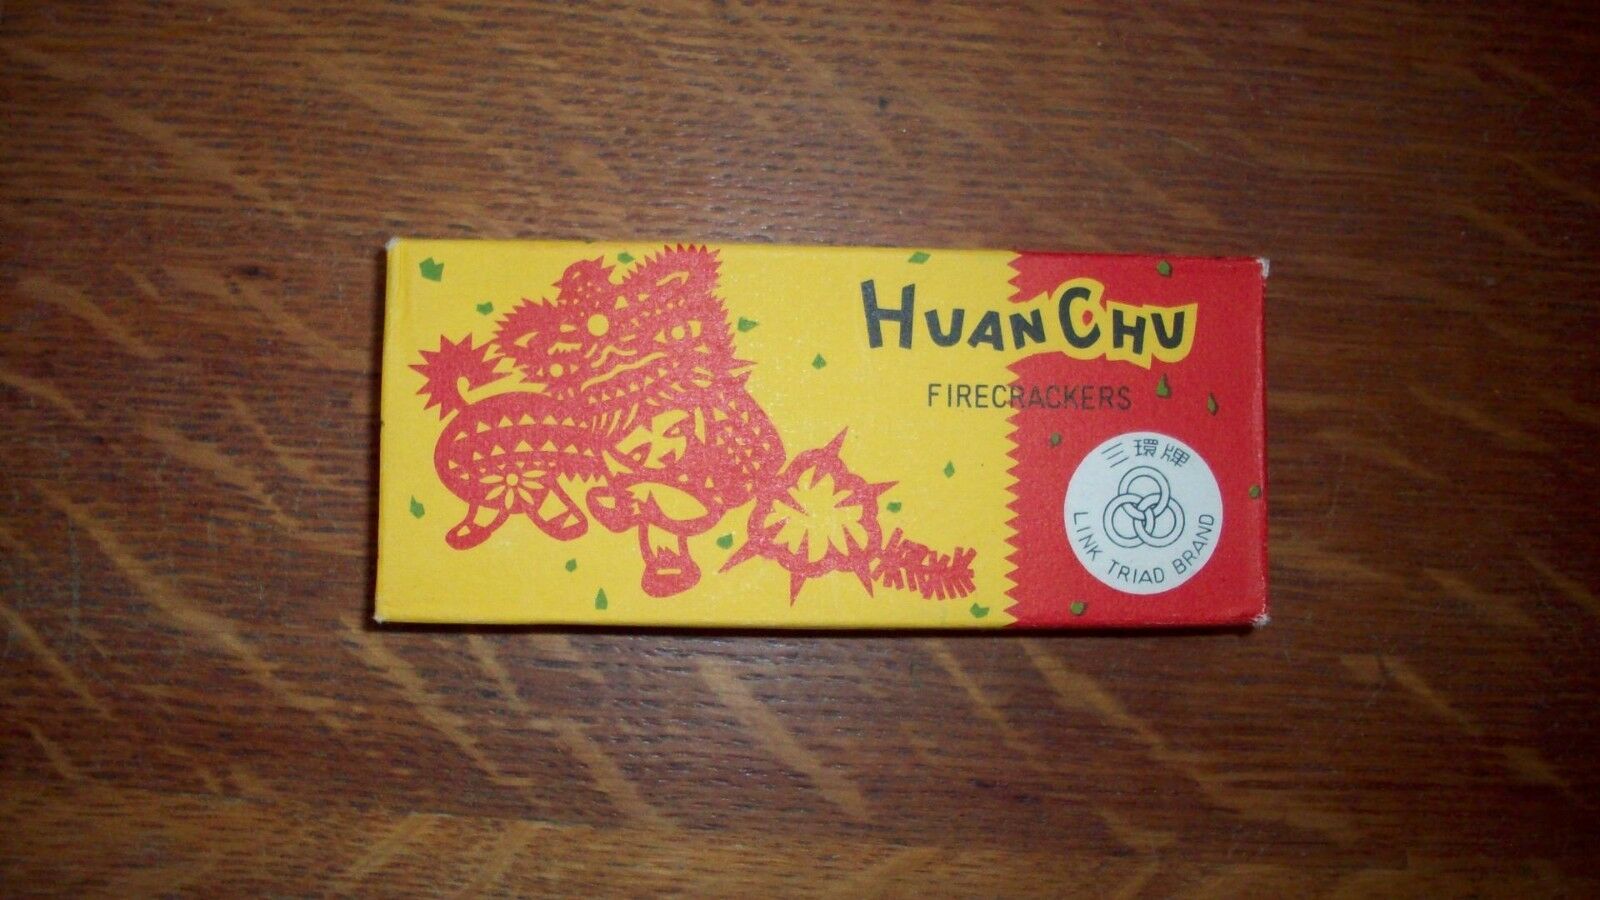 HUAN CHU
FIRECRACKERS
三環牌
LINK TRIAD BRAND